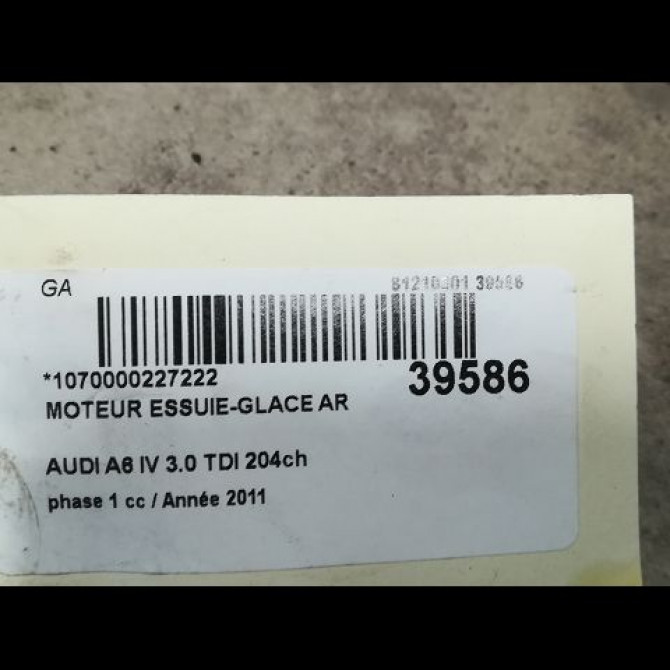 GA
39586
*1070000227222
39586
MOTEUR ESSUIE-GLACE AR
AUDI A6 IV 3.0 TDI 204ch
phase 1 cc / Année 2011